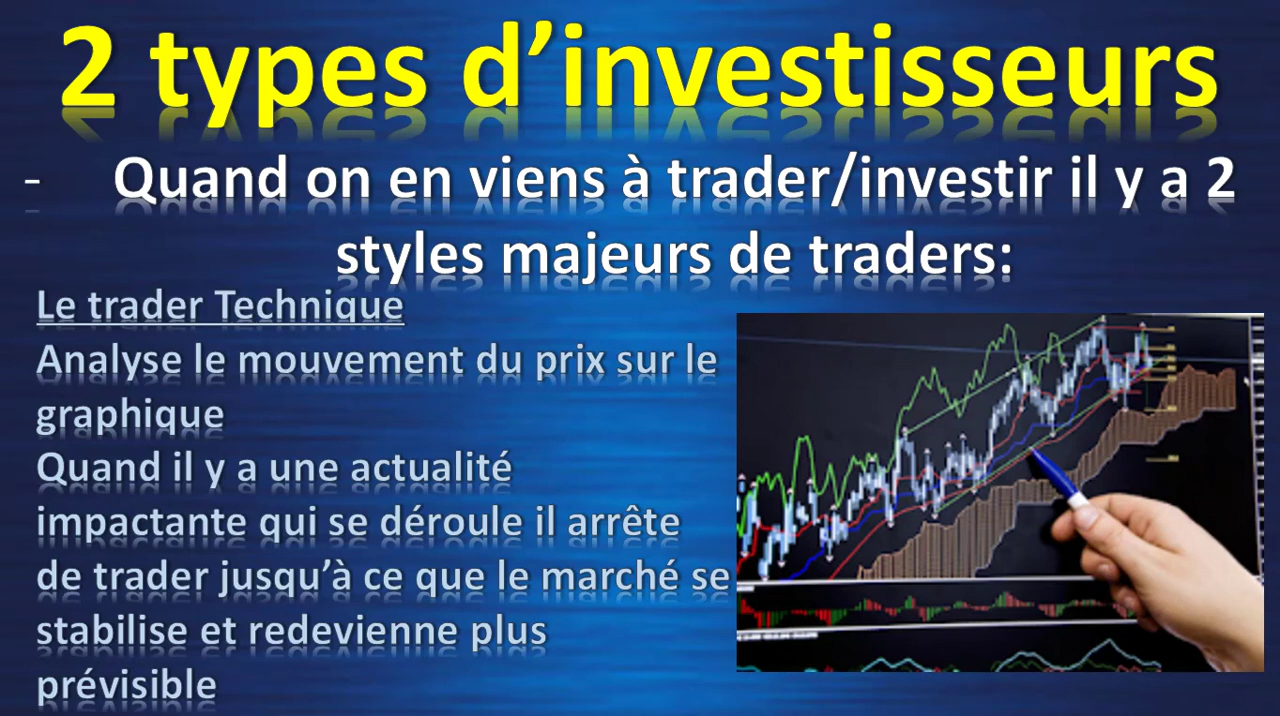 2 types d’investisseurs
- Quand on en viens à trader/investir il y a 2
styles majeurs de traders:
Le trader Technique
Analyse le mouvement du prix sur le
graphique
Quand il y a une actualité
impactante qui se déroule il arrête
de trader jusqu’à ce que le marché se
stabilise et redevienne plus
prévisible